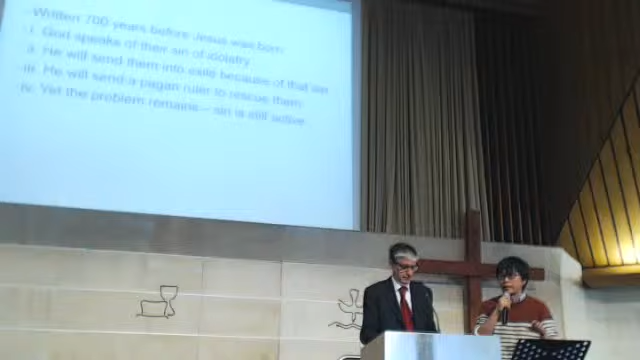 Written 700 years before Jesus was born
i. God speaks of their sin of idolatry
ii. He will send them into exile because of that sin
iii. He will send a pagan ruler to rescue them
iv. Yet the problem remains – sin is still active